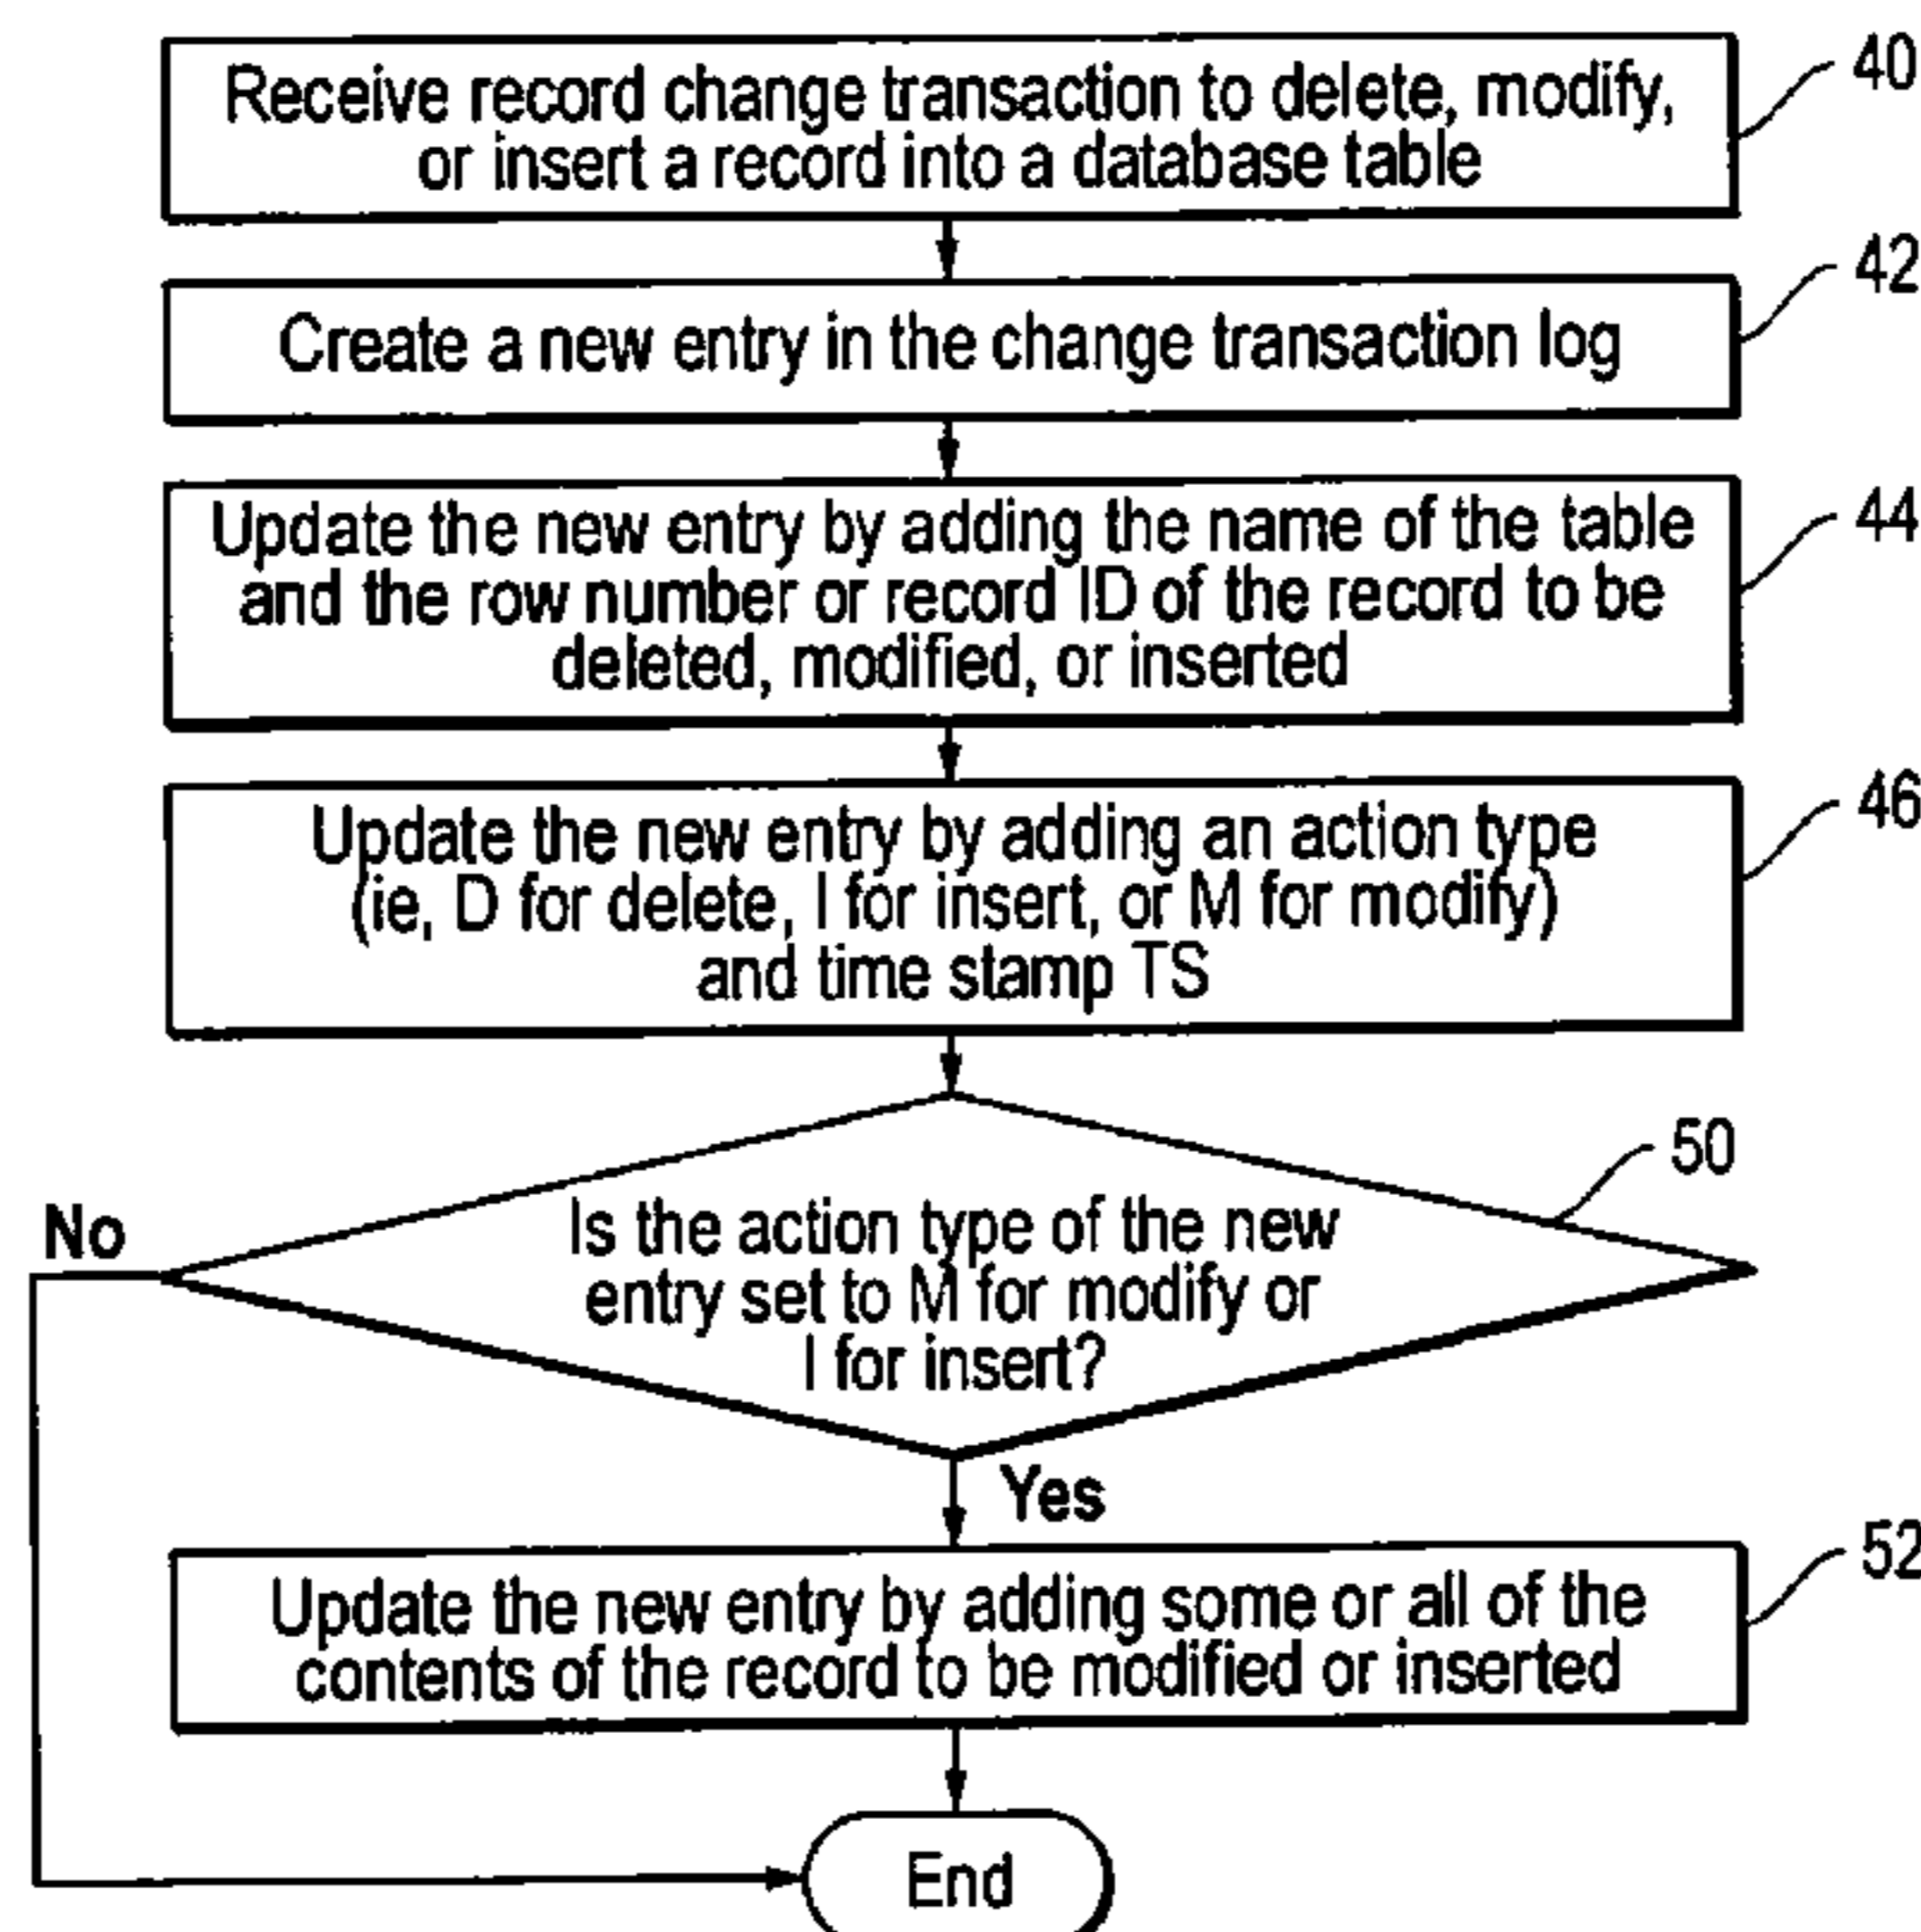 Receive record change transaction to delete, modify,
or insert a record into a database table
40
Create a new entry in the change transaction log
42
Update the new entry by adding the name of the table
and the row number or record ID of the record to be
deleted, modified, or inserted
44
Update the new entry by adding an action type
(ie, D for delete, I for insert, or M for modify)
and time stamp TS
46
Is the action type of the new
entry set to M for modify or
I for insert?
50
No
Yes
Update the new entry by adding some or all of the
contents of the record to be modified or inserted
52
End